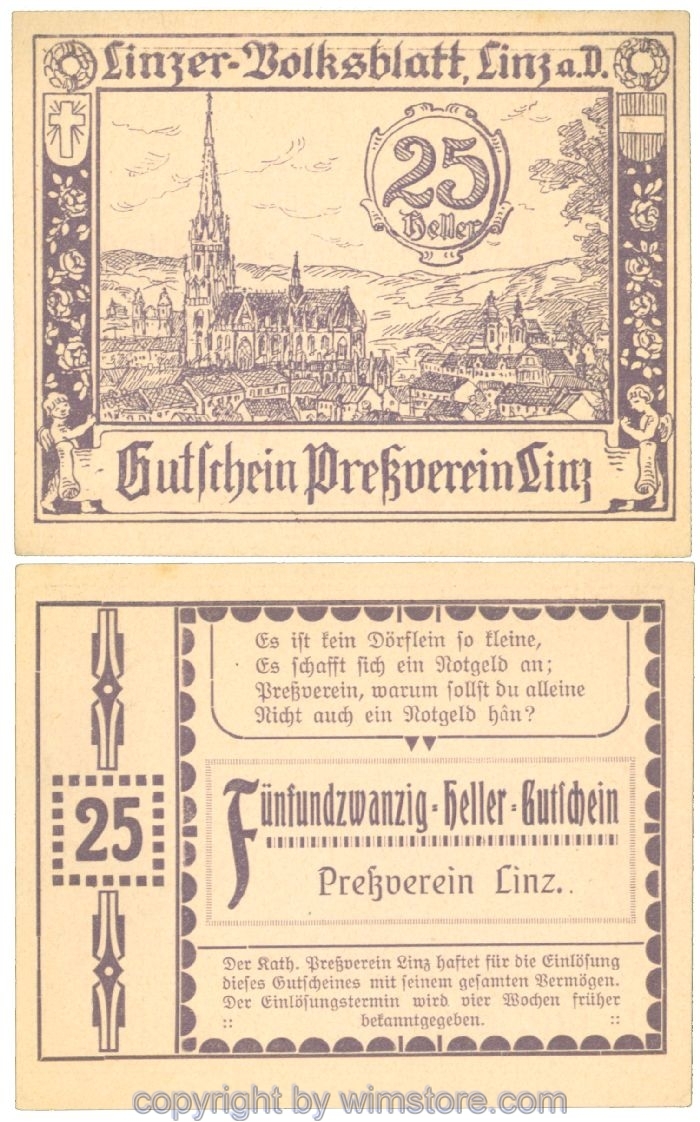 Linzer-Volksblatt, Linz a.D.
25
Heller
Gutschein Preßverein Linz
Es ist kein Dörflein so kleine,
Es schafft sich ein Notgeld an;
Preßverein, warum sollst du alleine
Nicht auch ein Notgeld hân?
25
Fünfundzwanzig-Heller-Gutschein
Preßverein Linz.
Der Kath. Preßverein Linz haftet für die Einlösung
dieses Gutscheines mit seinem gesamten Vermögen.
Der Einlösungstermin wird vier Wochen früher
:: bekanntgegeben. ::
copyright by wimstore.com